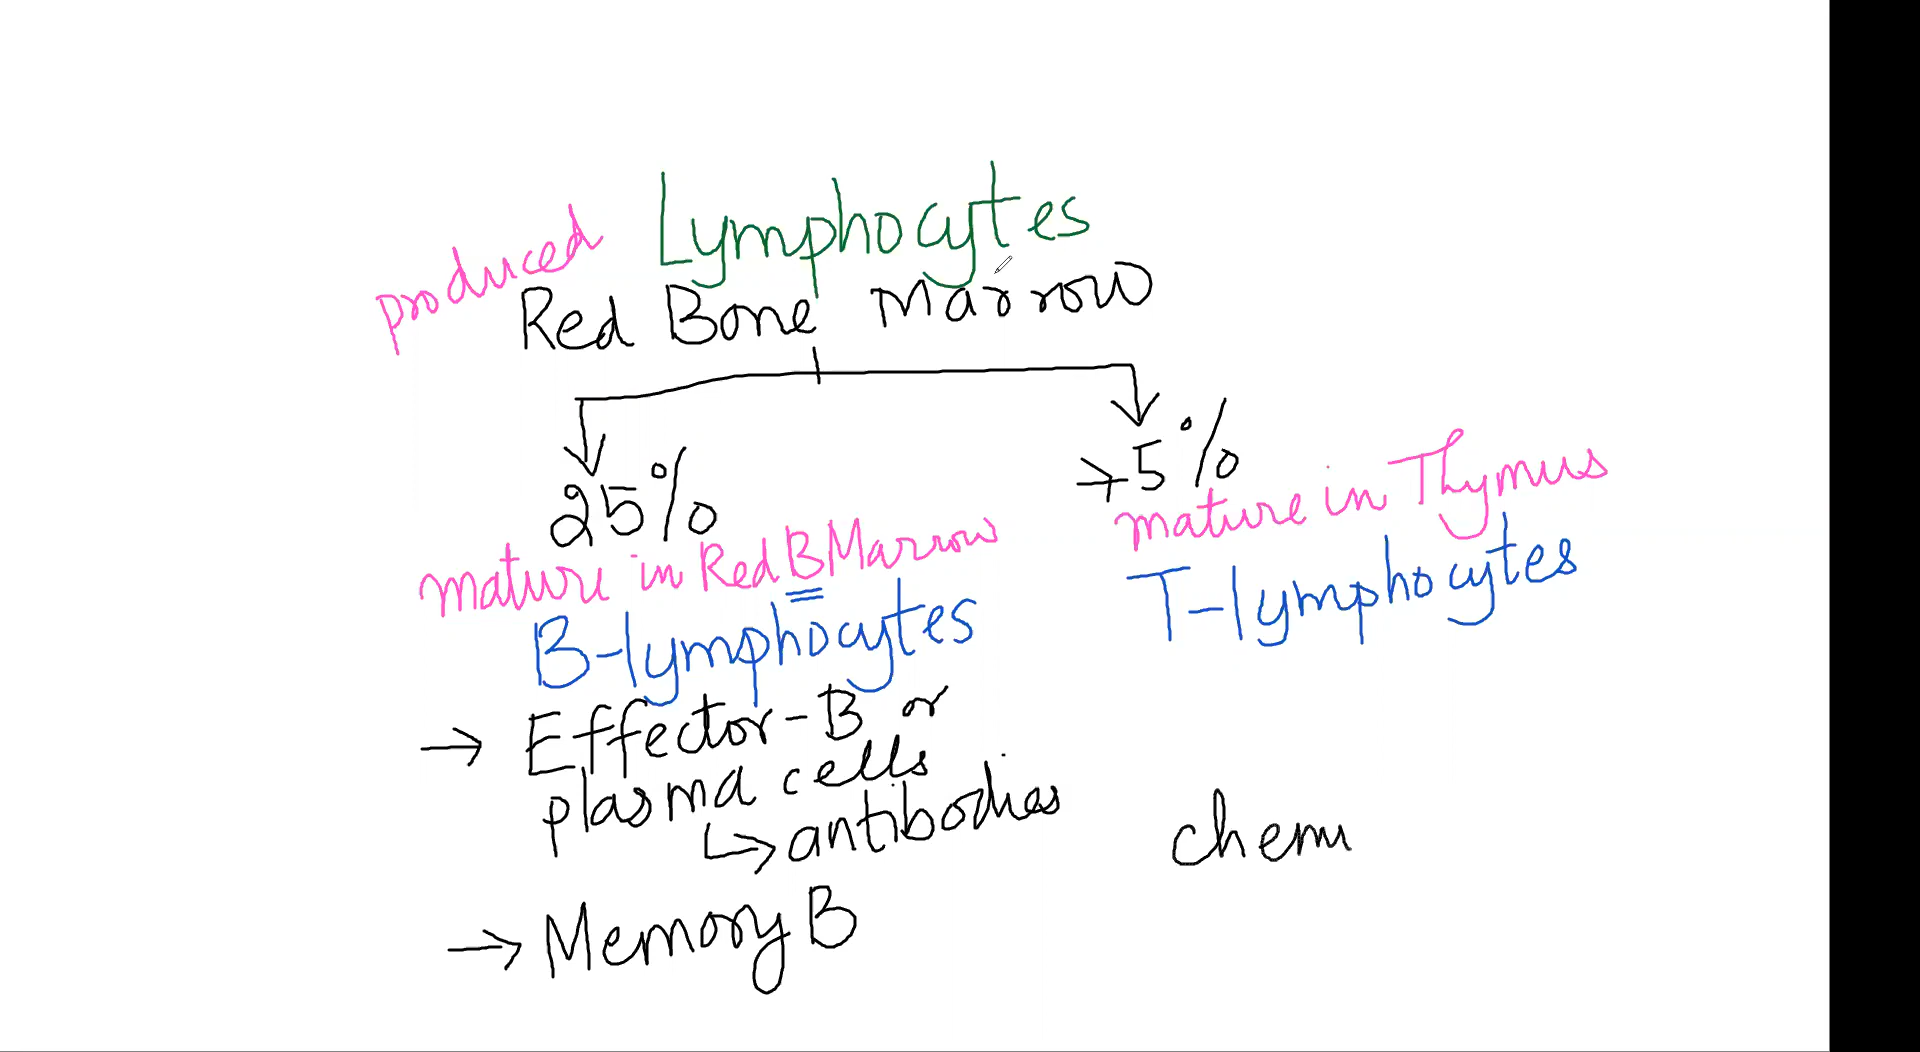 Lymphocytes
produced
Red Bone Marrow
25%
75%
mature in Red B Marrow
mature in Thymus
B-lymphocytes
T-lymphocytes
→ Effector-B or
plasma cells
↳ antibodies
chem
→ Memory B